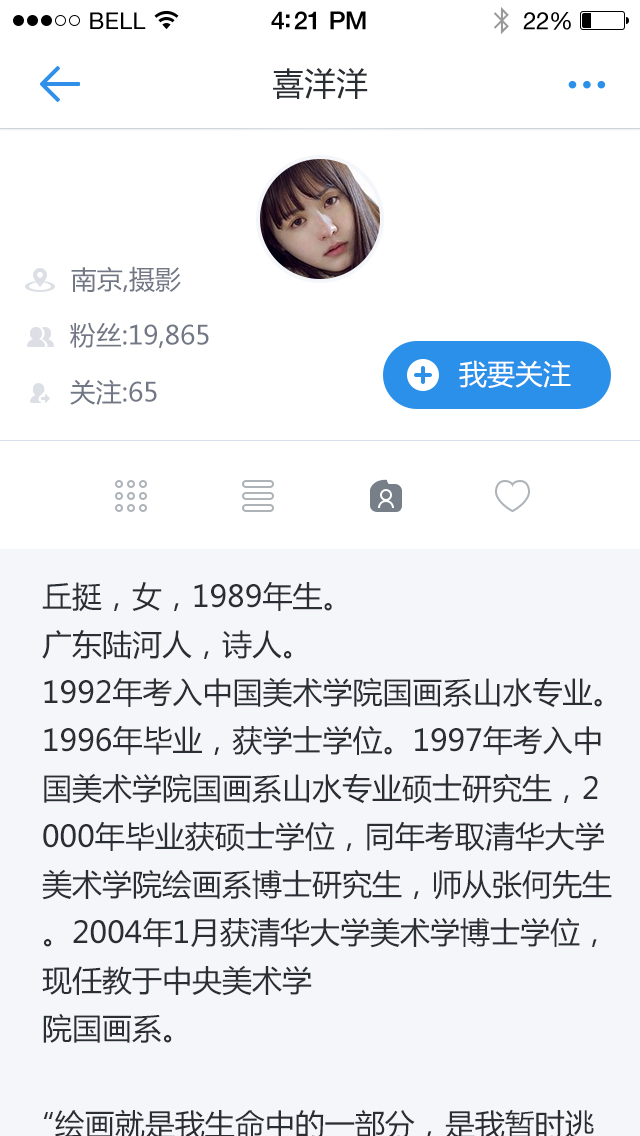 BELL 4:21 PM 22%
喜洋洋
南京,摄影
粉丝:19,865
我要关注
关注:65
丘挺，女，1989年生。
广东陆河人，诗人。
1992年考入中国美术学院国画系山水专业。
1996年毕业，获学士学位。1997年考入中
国美术学院国画系山水专业硕士研究生，2
000年毕业获硕士学位，同年考取清华大学
美术学院绘画系博士研究生，师从张何先生
。2004年1月获清华大学美术学博士学位，
现任教于中央美术学
院国画系。
“绘画就是我生命中的一部分，是我暂时逃